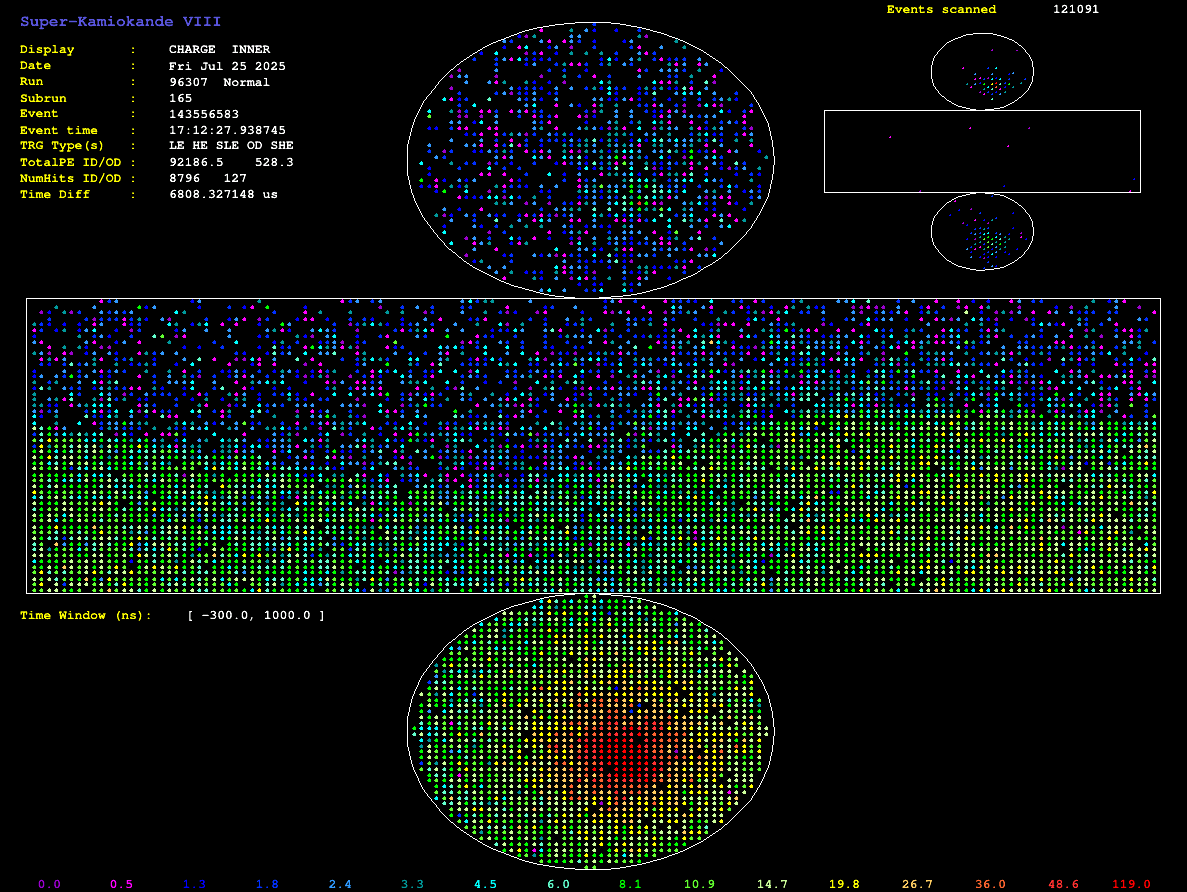 Super-Kamiokande VIII
Events scanned 121091
Display : CHARGE INNER
Date : Fri Jul 25 2025
Run : 96307 Normal
Subrun : 165
Event : 143556583
Event time : 17:12:27.938745
TRG Type(s) : LE HE SLE OD SHE
TotalPE ID/OD : 92186.5 528.3
NumHits ID/OD : 8796 127
Time Diff : 6808.327148 us
Time Window (ns): [ -300.0, 1000.0 ]
0.0 0.5 1.3 1.8 2.4 3.3 4.5 6.0 8.1 10.9 14.7 19.8 26.7 36.0 48.6 119.0